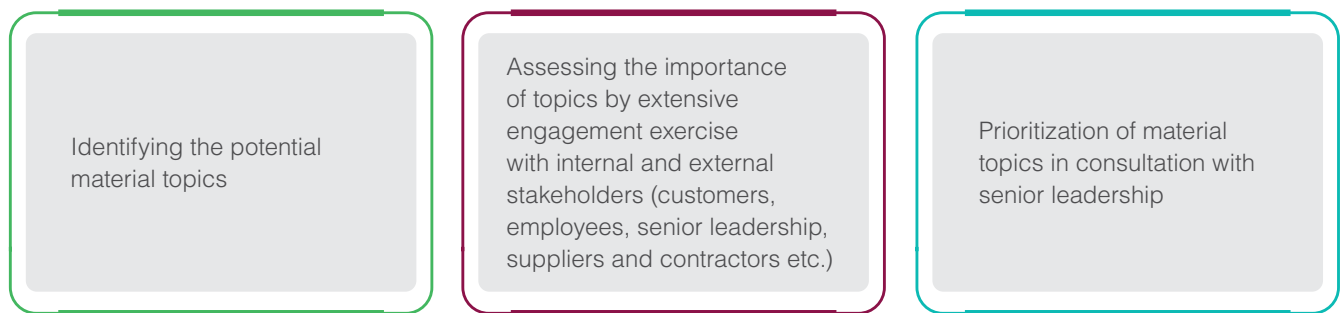 Identifying the potential
material topics
Assessing the importance
of topics by extensive
engagement exercise
with internal and external
stakeholders (customers,
employees, senior leadership,
suppliers and contractors etc.)
Prioritization of material
topics in consultation with
senior leadership